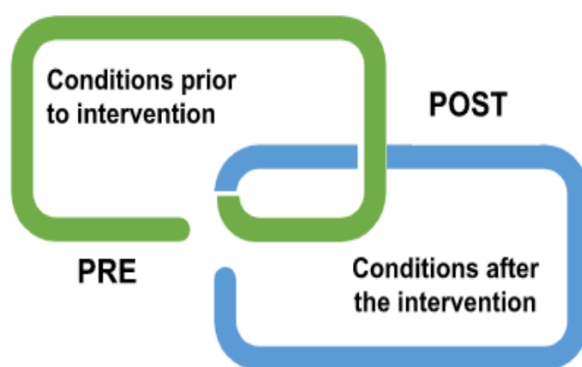 Conditions prior
to intervention
POST
PRE
Conditions after
the intervention